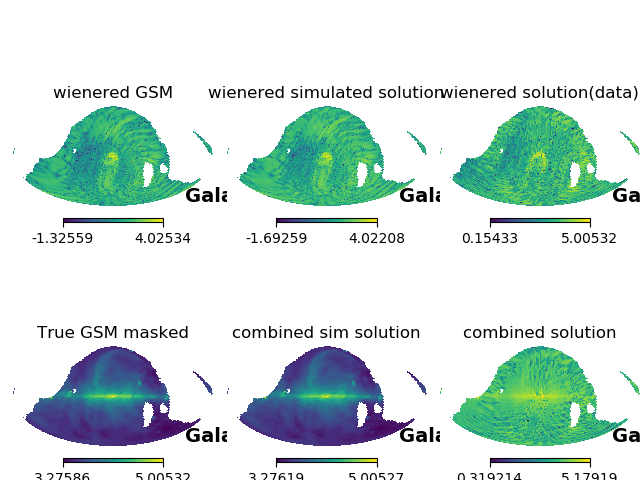 wienered GSM
wienered simulated solution
wienered solution(data)
Gala
Gala
Ga
-1.32559 4.02534
-1.69259 4.02208
0.15433 5.00532
True GSM masked
combined sim solution
combined solution
Gala
Gala
Ga
3.27586 5.00532
3.27619 5.00527
0.319214 5.17919